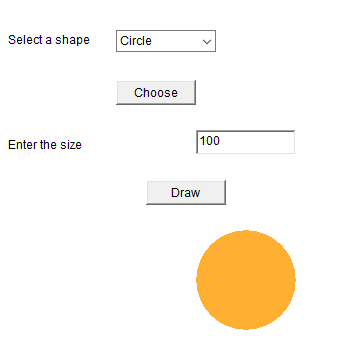 Select a shape Circle
Choose
Enter the size 100
Draw